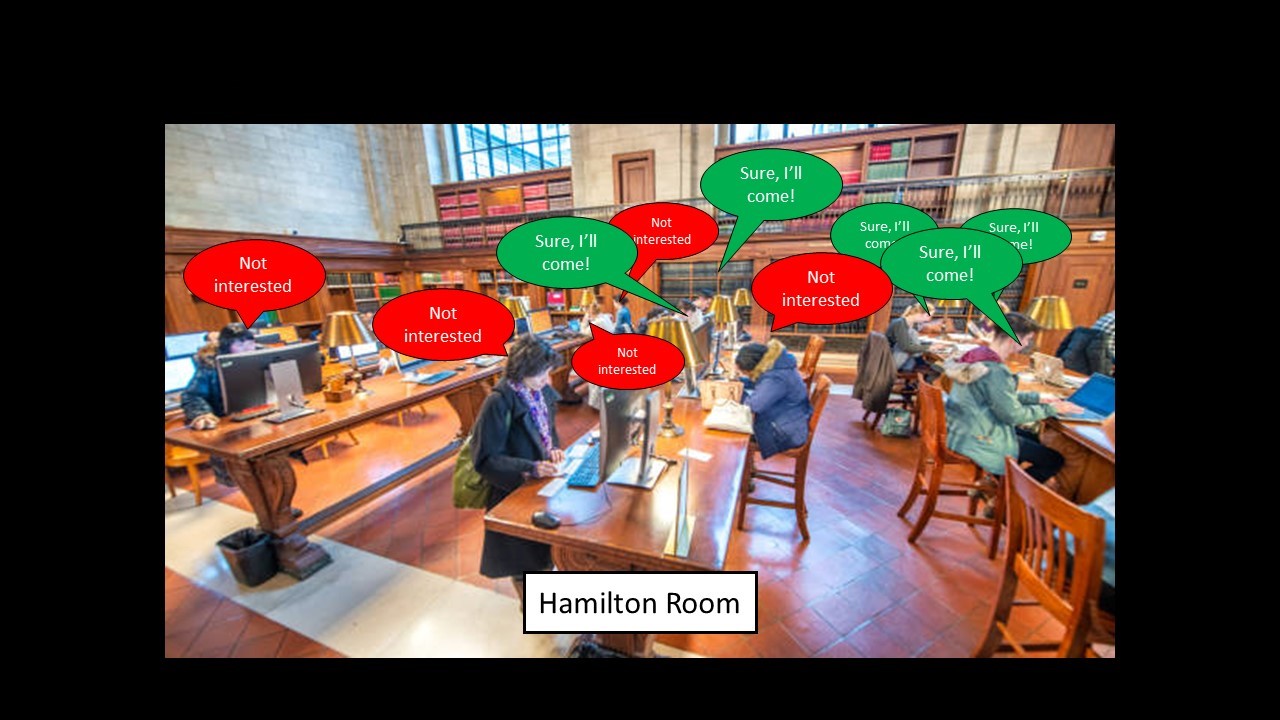 Sure, I'll
come!
Not
interested
Sure, I'll
Sure, I'll
Sure, I'll
come!
Sure, I'll
come!
Not
interested
Not
interested
Not
interested
Not
interested
Hamilton Room